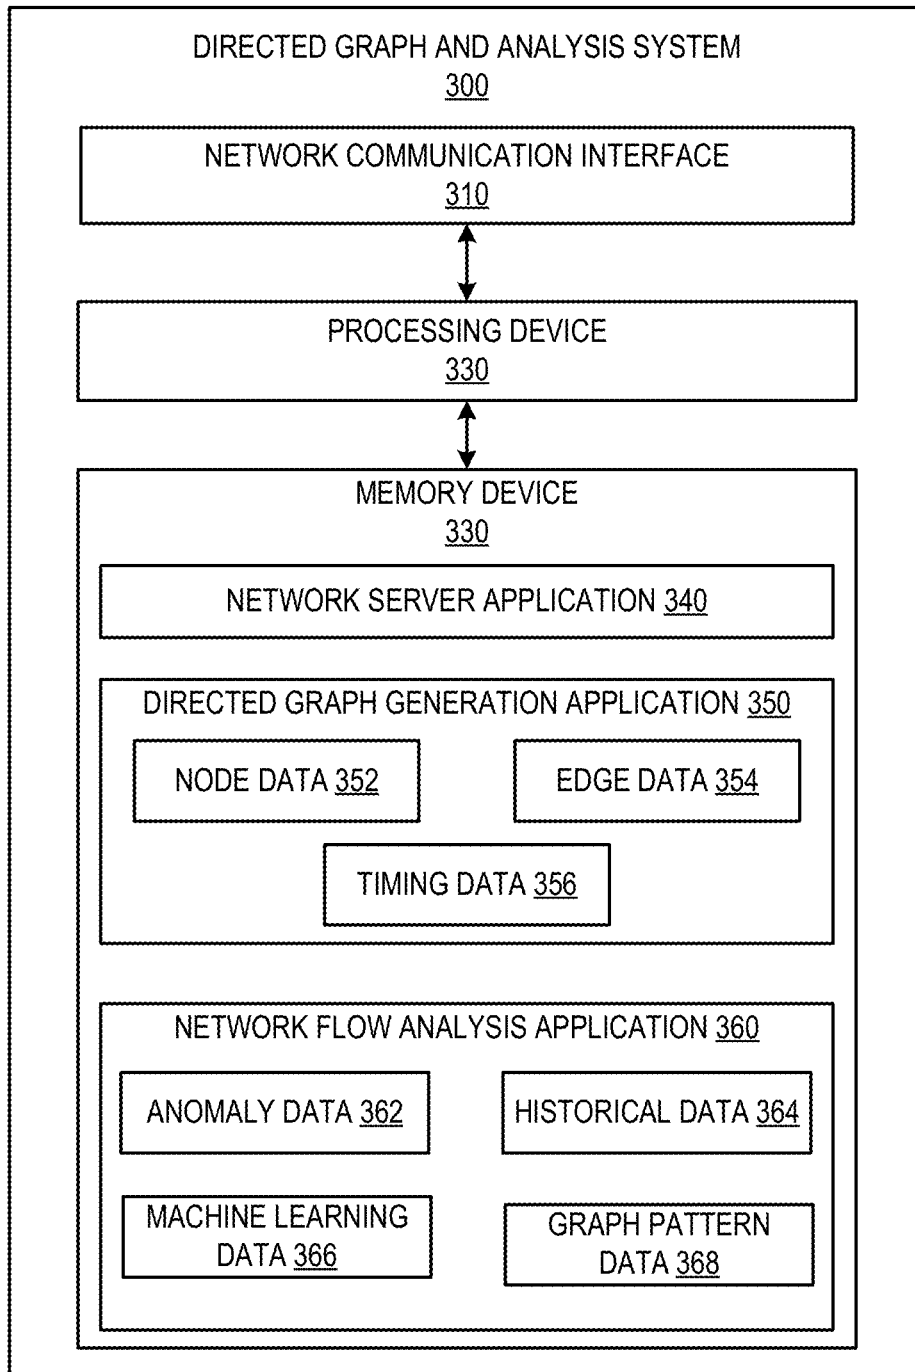 DIRECTED GRAPH AND ANALYSIS SYSTEM
300
NETWORK COMMUNICATION INTERFACE
310
PROCESSING DEVICE
330
MEMORY DEVICE
330
NETWORK SERVER APPLICATION 340
DIRECTED GRAPH GENERATION APPLICATION 350
NODE DATA 352
EDGE DATA 354
TIMING DATA 356
NETWORK FLOW ANALYSIS APPLICATION 360
ANOMALY DATA 362
HISTORICAL DATA 364
MACHINE LEARNING
DATA 366
GRAPH PATTERN
DATA 368